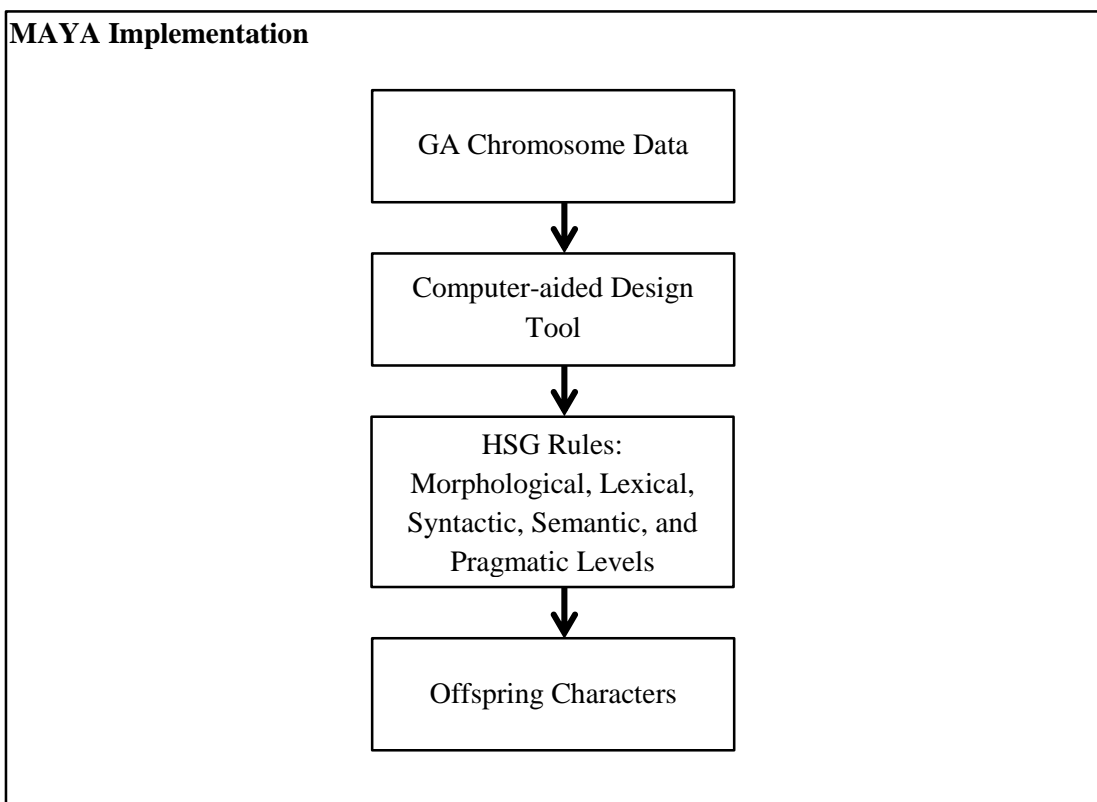 MAYA Implementation
GA Chromosome Data
Computer-aided Design
Tool
HSG Rules:
Morphological, Lexical,
Syntactic, Semantic, and
Pragmatic Levels
Offspring Characters